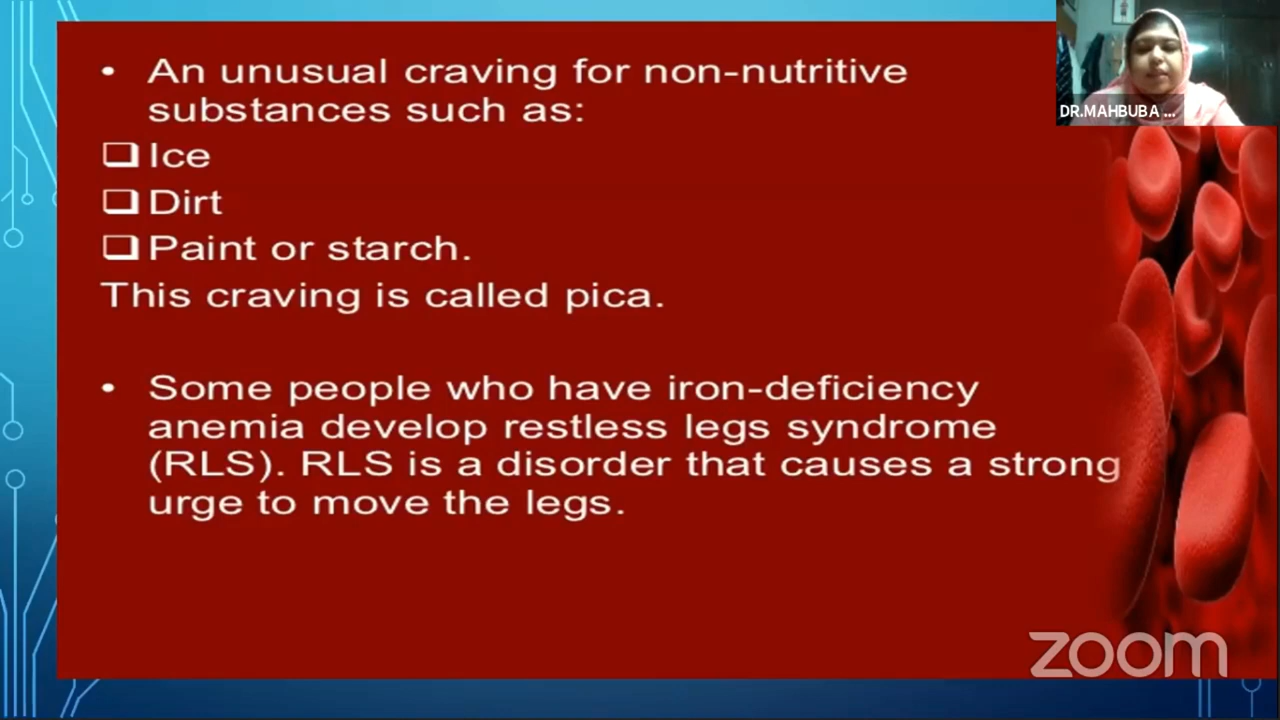 • An unusual craving for non-nutritive
substances such as:
❑ Ice
❑ Dirt
❑ Paint or starch.
This craving is called pica.
• Some people who have iron-deficiency
anemia develop restless legs syndrome
(RLS). RLS is a disorder that causes a strong
urge to move the legs.
DR.MAHBUBA ...
zoom